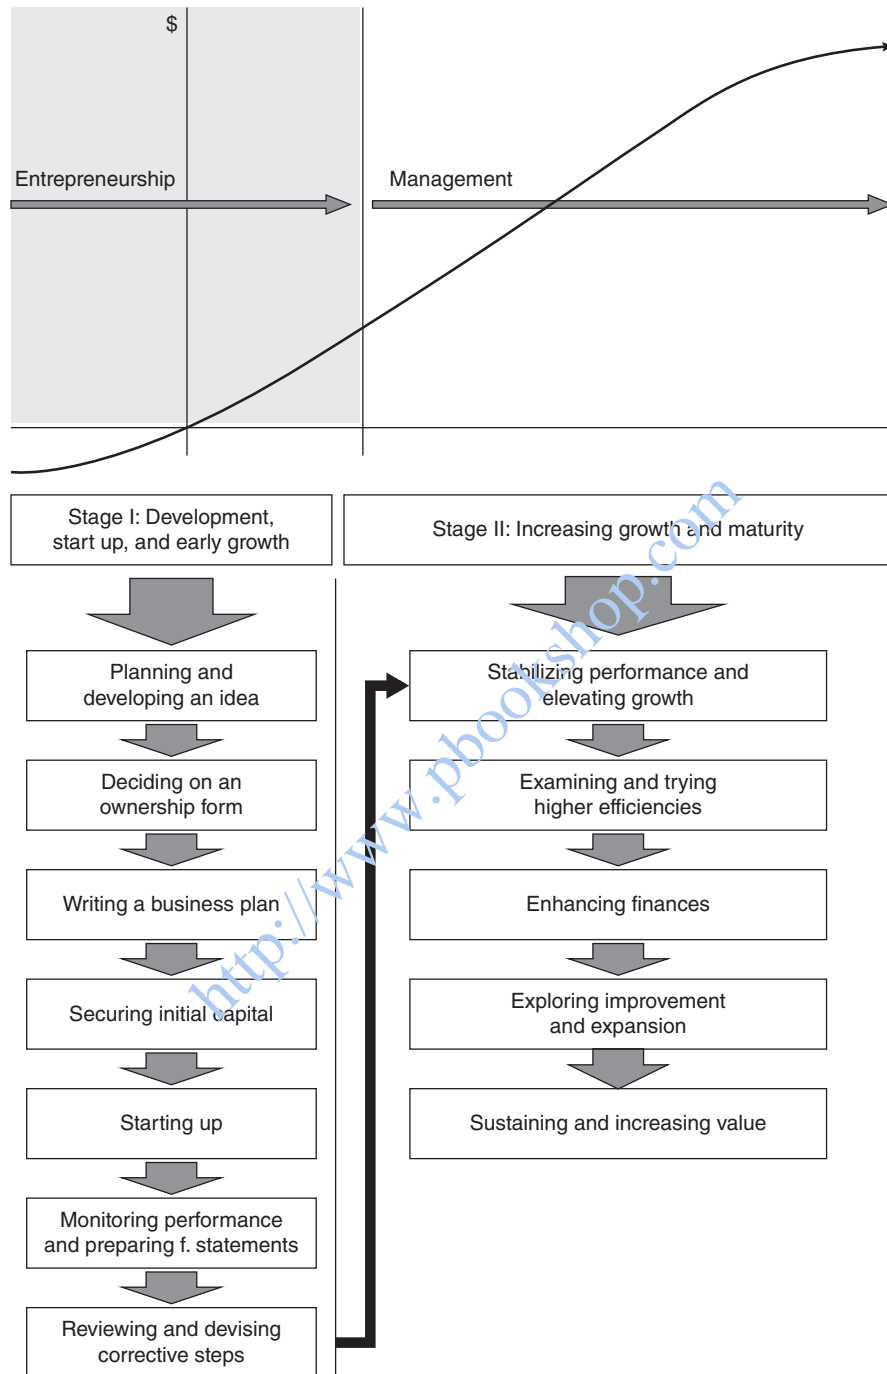 $
Entrepreneurship
Management
Stage I: Development,
start up, and early growth
Stage II: Increasing growth and maturity
Planning and
developing an idea
Deciding on an
ownership form
Writing a business plan
Securing initial capital
Starting up
Monitoring performance
and preparing f. statements
Reviewing and devising
corrective steps
Stabilizing performance and
elevating growth
Examining and trying
higher efficiencies
Enhancing finances
Exploring improvement
and expansion
Sustaining and increasing value
http://www.pbookshop.com